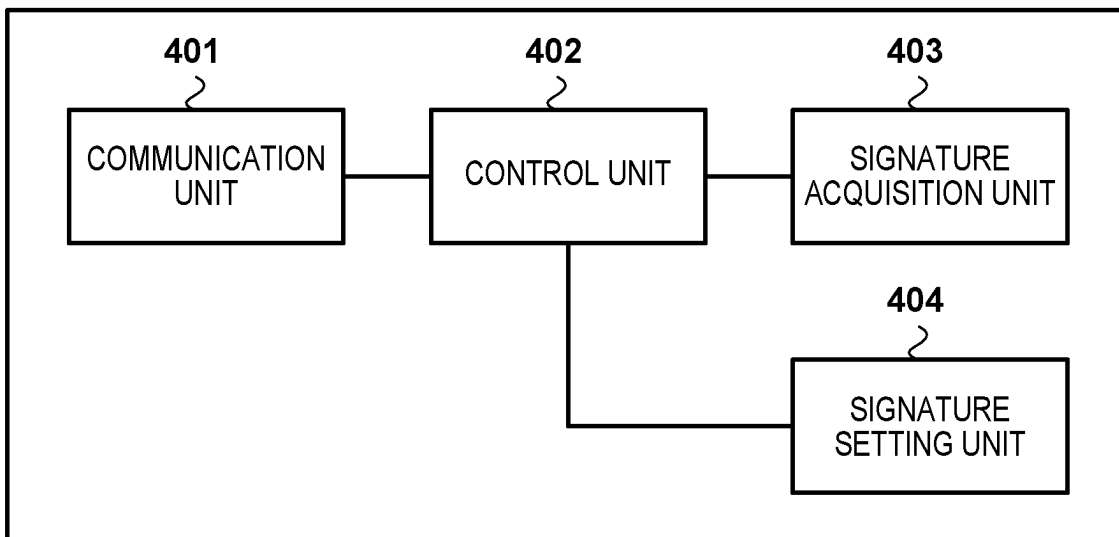 401
402
403
COMMUNICATION
UNIT
CONTROL UNIT
SIGNATURE
ACQUISITION UNIT
404
SIGNATURE
SETTING UNIT